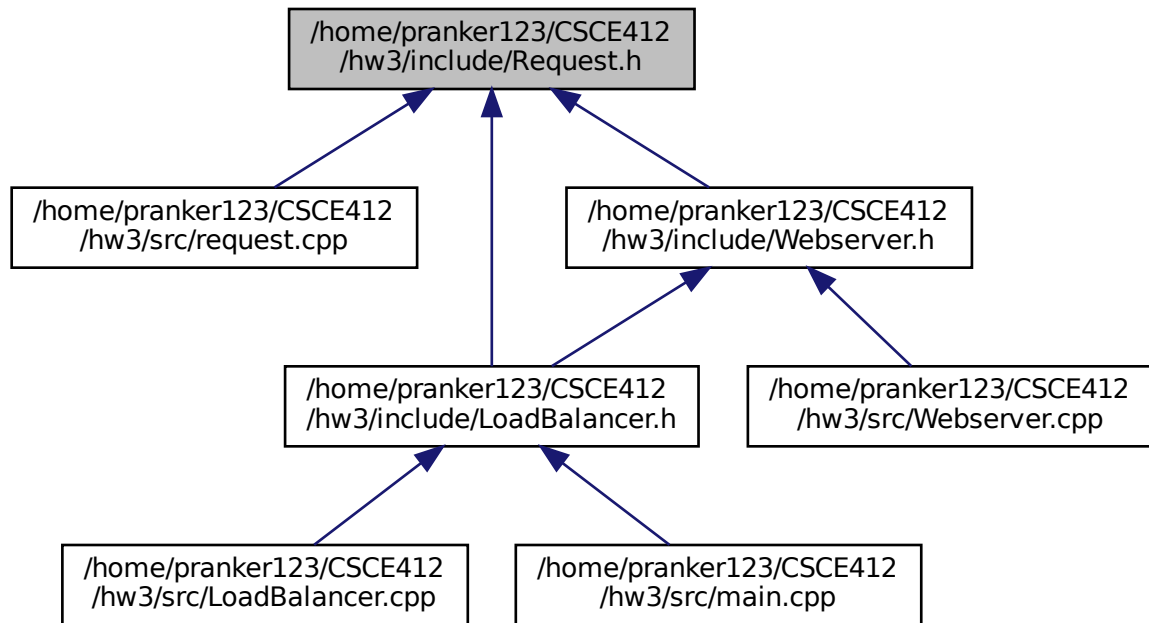 /home/pranker123/CSCE412
/hw3/include/Request.h
/home/pranker123/CSCE412
/hw3/src/request.cpp
/home/pranker123/CSCE412
/hw3/include/Webserver.h
/home/pranker123/CSCE412
/hw3/include/LoadBalancer.h
/home/pranker123/CSCE412
/hw3/src/Webserver.cpp
/home/pranker123/CSCE412
/hw3/src/LoadBalancer.cpp
/home/pranker123/CSCE412
/hw3/src/main.cpp